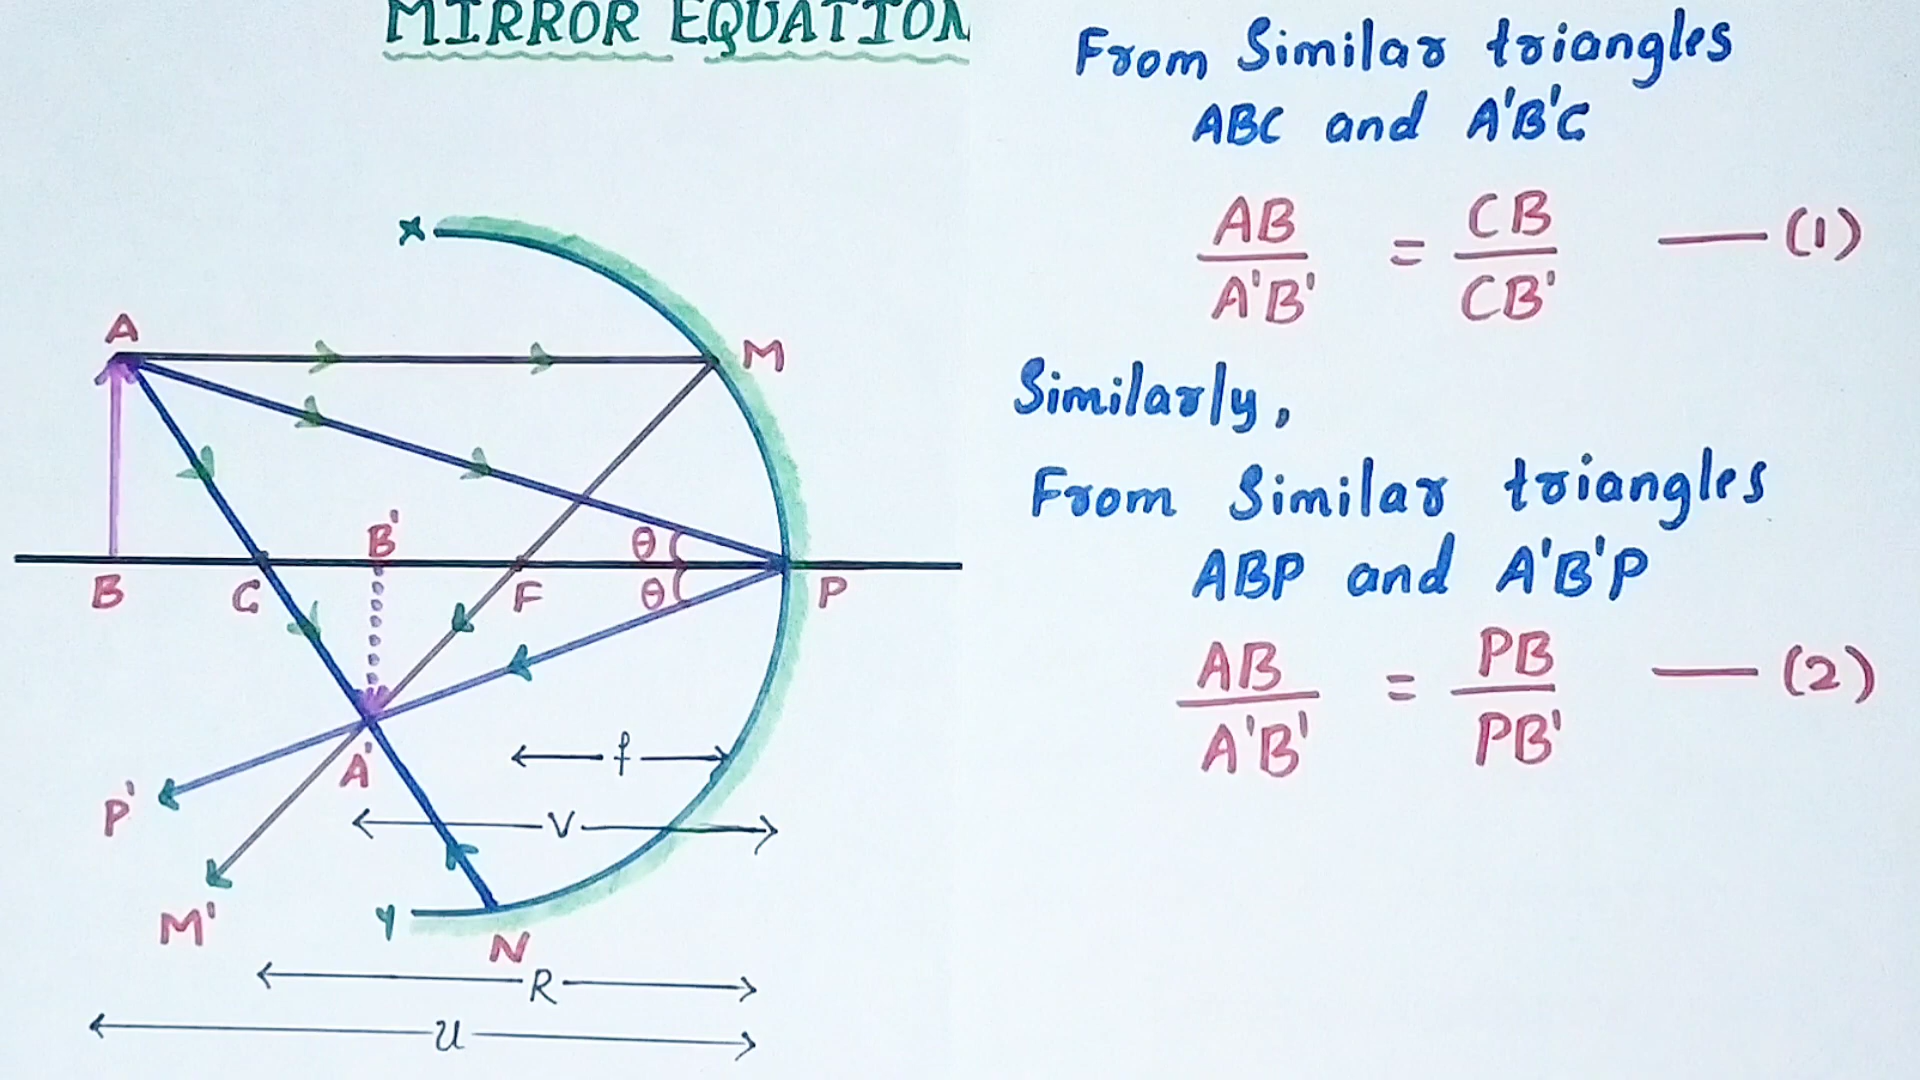 MIRROR EQUATION
X
A
M
B'
θ
B
C
F
θ
P
A'
f
P'
V
M'
Y
N
R
u
From Similar triangles
ABC and A'B'C
AB/A'B' = CB/CB' — (1)
Similarly,
From Similar triangles
ABP and A'B'P
AB/A'B' = PB/PB' — (2)